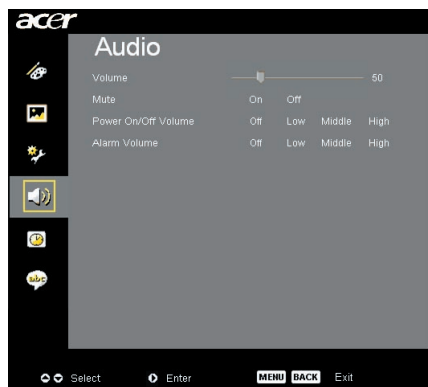 acer
Audio
Volume 50
Mute On Off
Power On/Off Volume Off Low Middle High
Alarm Volume Off Low Middle High
abc
Select Enter MENU BACK Exit